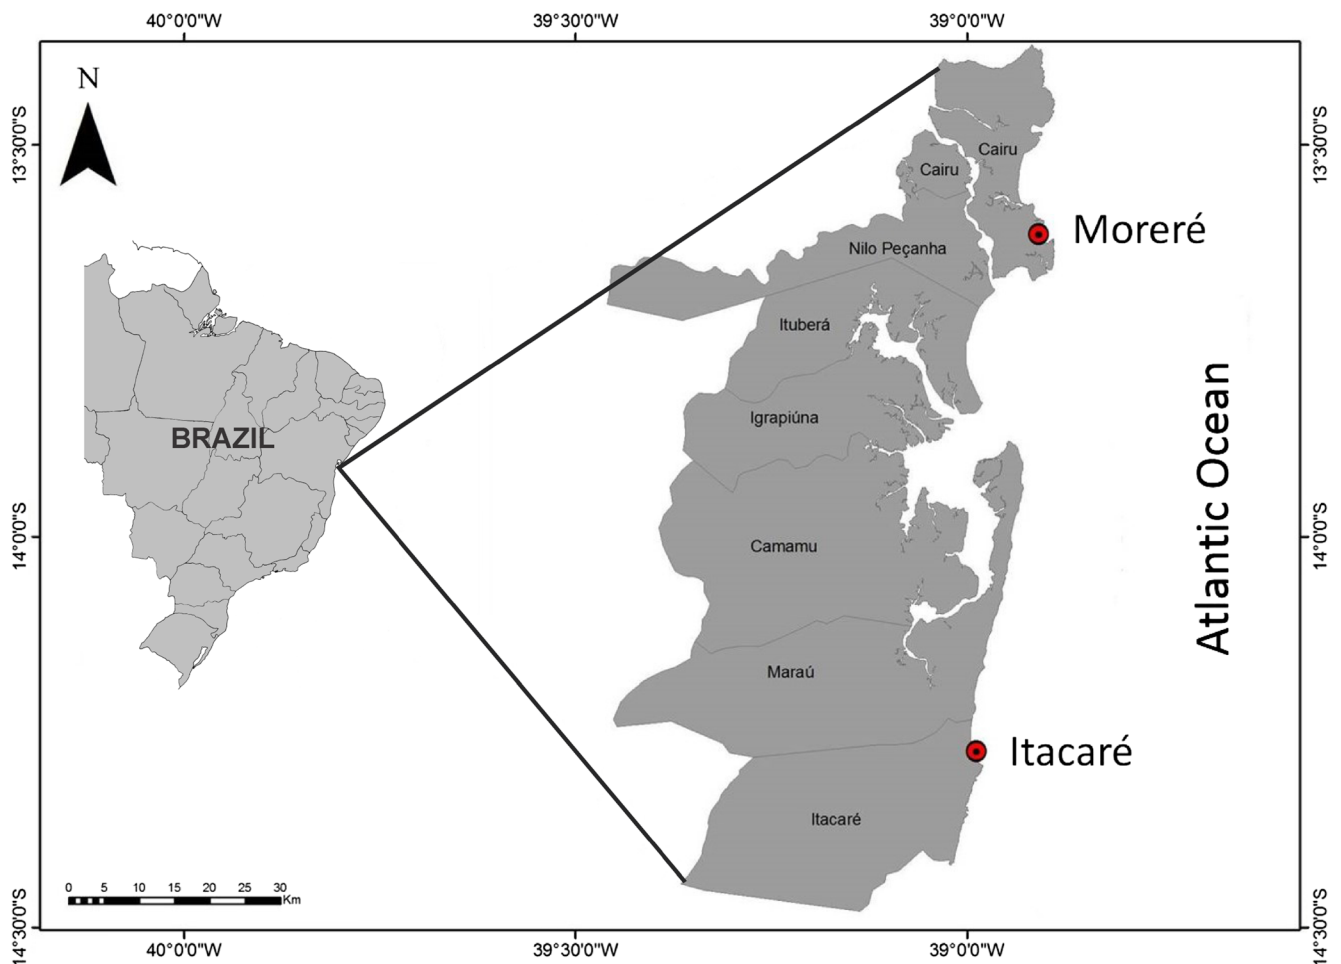 40°0'0"W 39°30'0"W 39°0'0"W
N
13°30'0"S
13°30'0"S
Cairu
Cairu
Moreré
Nilo Peçanha
Ituberá
Igrapiúna
BRAZIL
Atlantic Ocean
14°0'0"S
14°0'0"S
Camamu
Maraú
Itacaré
Itacaré
0 5 10 15 20 25 30 Km
14°30'0"S
14°30'0"S
40°0'0"W 39°30'0"W 39°0'0"W